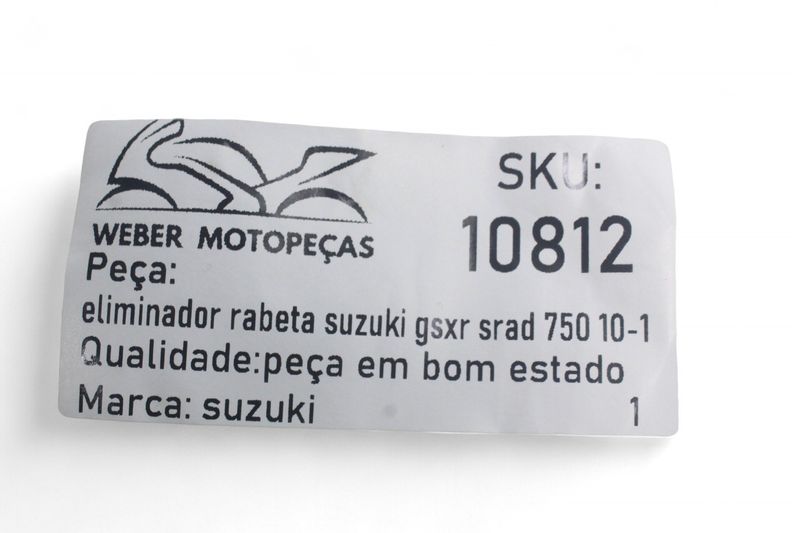 WEBER MOTOPEÇAS
SKU:
10812
Peça:
eliminador rabeta suzuki gsxr srad 750 10-1
Qualidade:peça em bom estado
Marca: suzuki
1